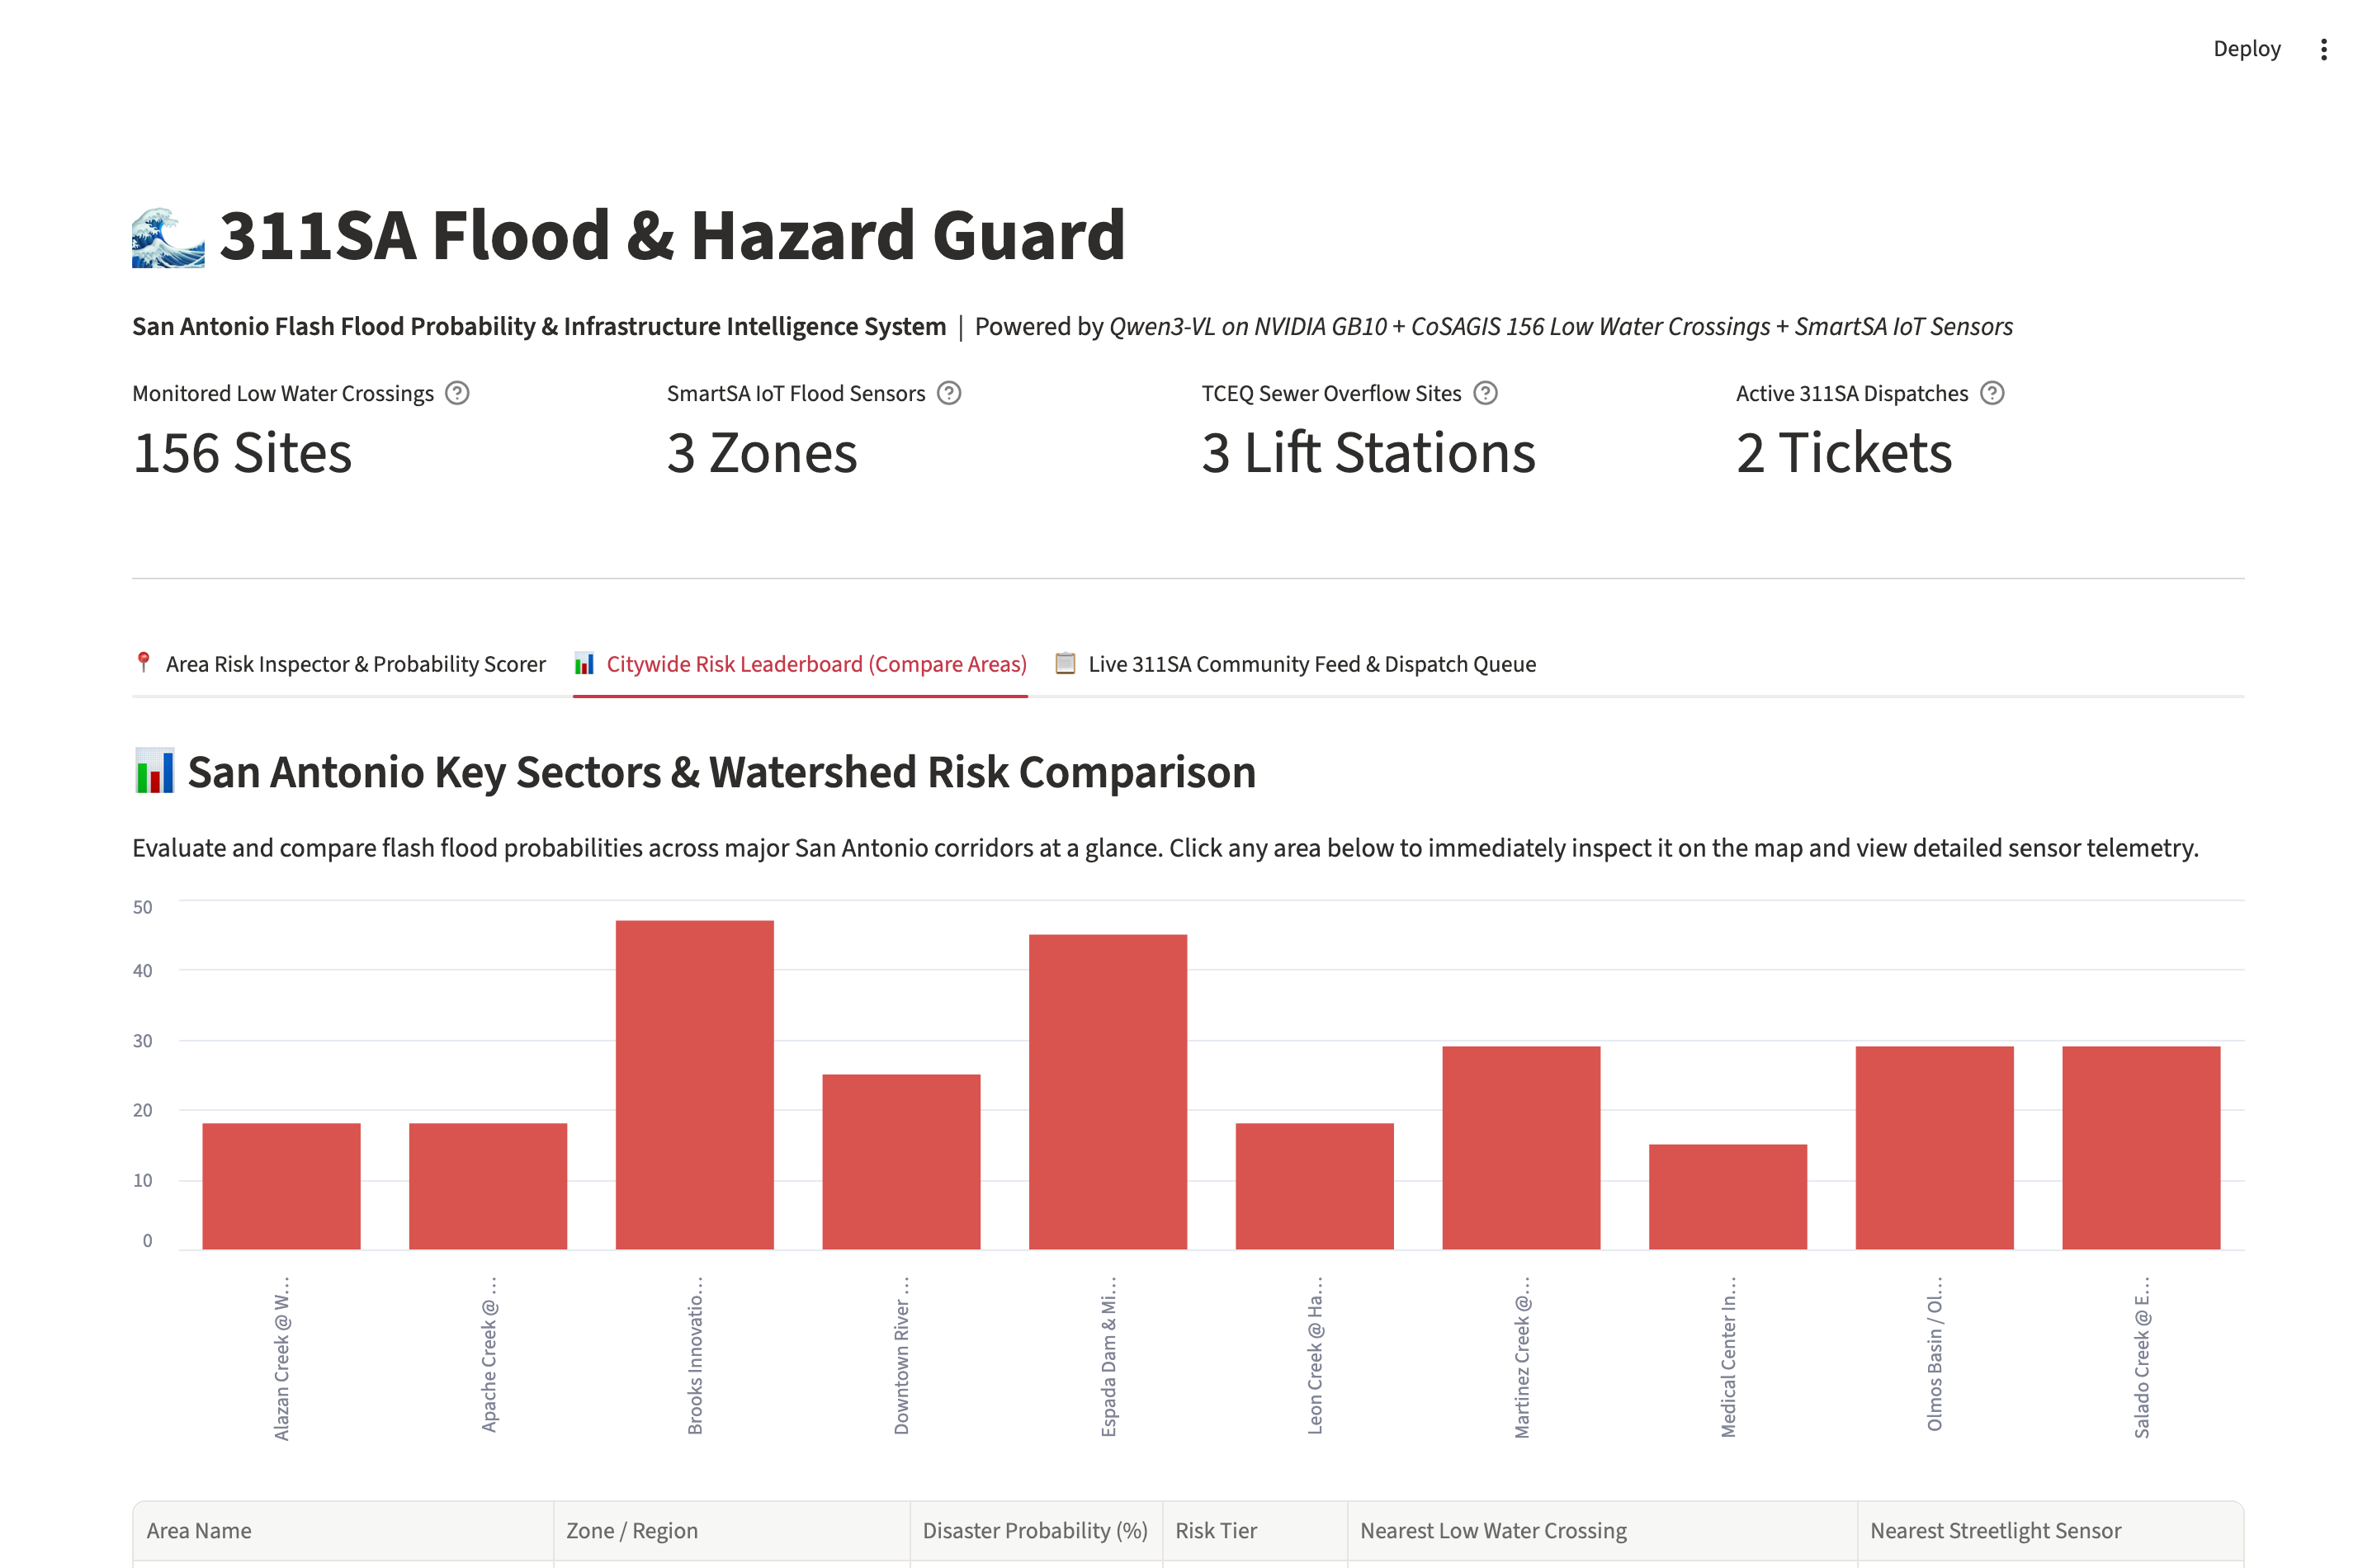 Deploy
311SA Flood & Hazard Guard
San Antonio Flash Flood Probability & Infrastructure Intelligence System | Powered by Qwen3-VL on NVIDIA GB10 + CoSAGIS 156 Low Water Crossings + SmartSA IoT Sensors
Monitored Low Water Crossings
SmartSA IoT Flood Sensors
TCEQ Sewer Overflow Sites
Active 311SA Dispatches
156 Sites
3 Zones
3 Lift Stations
2 Tickets
Area Risk Inspector & Probability Scorer
Citywide Risk Leaderboard (Compare Areas)
Live 311SA Community Feed & Dispatch Queue
San Antonio Key Sectors & Watershed Risk Comparison
Evaluate and compare flash flood probabilities across major San Antonio corridors at a glance. Click any area below to immediately inspect it on the map and view detailed sensor telemetry.
50
40
30
20
10
0
Alazan Creek @ W…
Apache Creek @ …
Brooks Innovatio…
Downtown River …
Espada Dam & Mi…
Leon Creek @ Ha…
Martinez Creek @…
Medical Center In…
Olmos Basin / Ol…
Salado Creek @ E…
Area Name
Zone / Region
Disaster Probability (%)
Risk Tier
Nearest Low Water Crossing
Nearest Streetlight Sensor